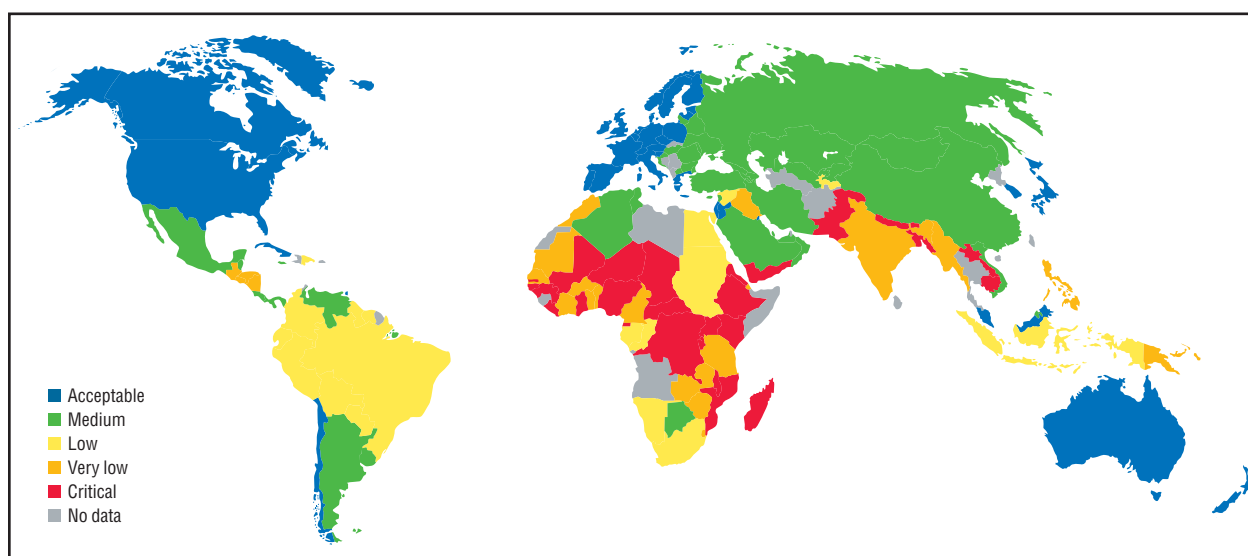 Acceptable
Medium
Low
Very low
Critical
No data